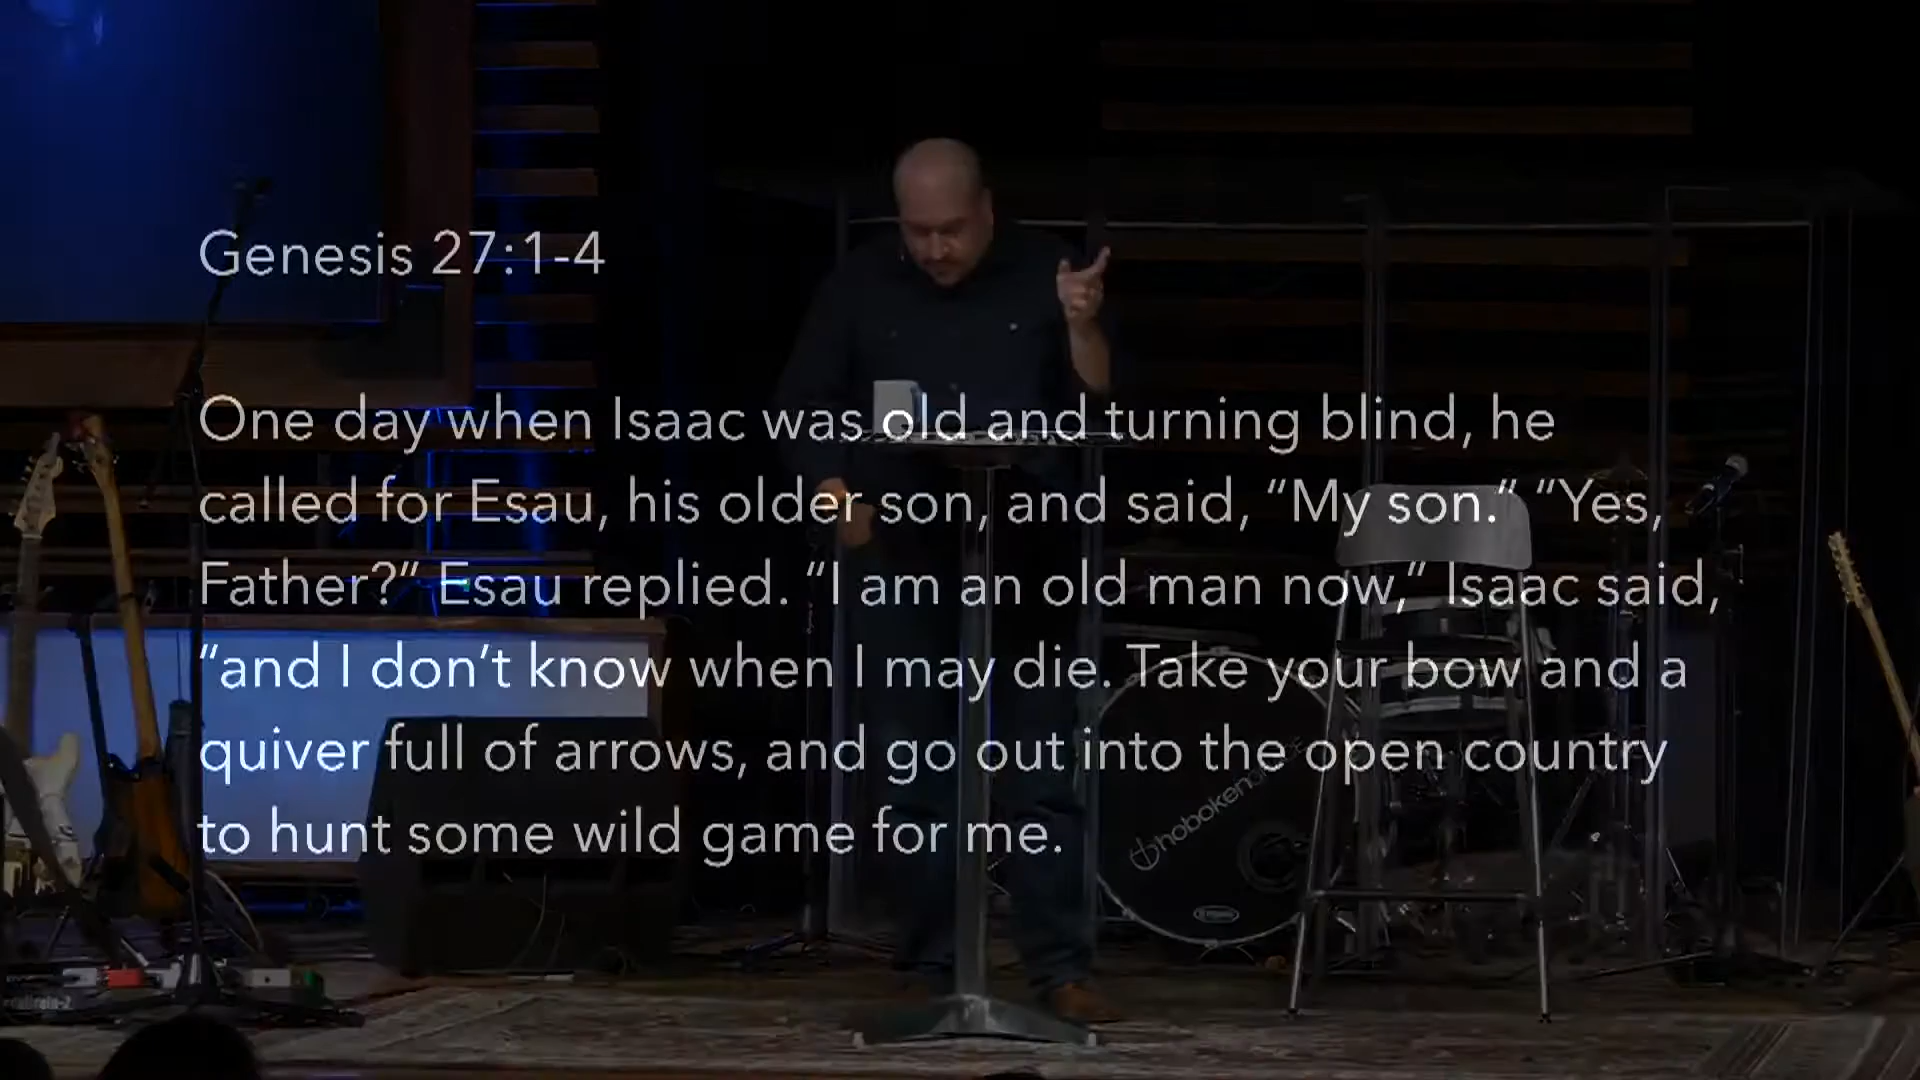 Genesis 27:1-4
One day when Isaac was old and turning blind, he
called for Esau, his older son, and said, “My son.” “Yes,
Father?” Esau replied. “I am an old man now,” Isaac said,
“and I don’t know when I may die. Take your bow and a
quiver full of arrows, and go out into the open country
to hunt some wild game for me.
hoboken